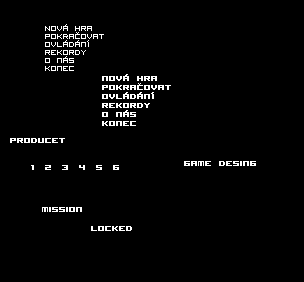 NOVÁ HRA
POKRAČOVAT
OVLÁDÁNÍ
REKORDY
O NÁS
KONEC
NOVÁ HRA
POKRAČOVAT
OVLÁDÁNÍ
REKORDY
O NÁS
KONEC
PRODUCET
GAME DESING
1 2 3 4 5 6
MISSION
LOCKED